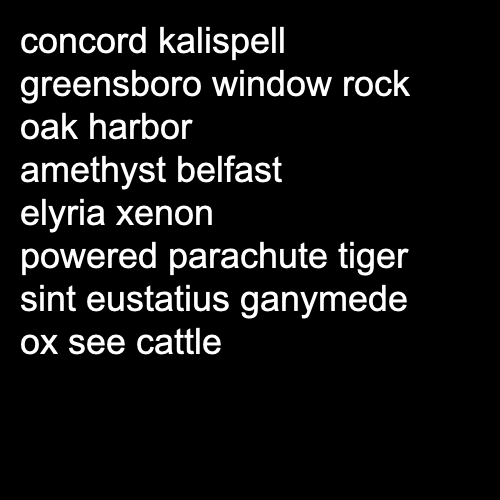 concord kalispell
greensboro window rock
oak harbor
amethyst belfast
elyria xenon
powered parachute tiger
sint eustatius ganymede
ox see cattle